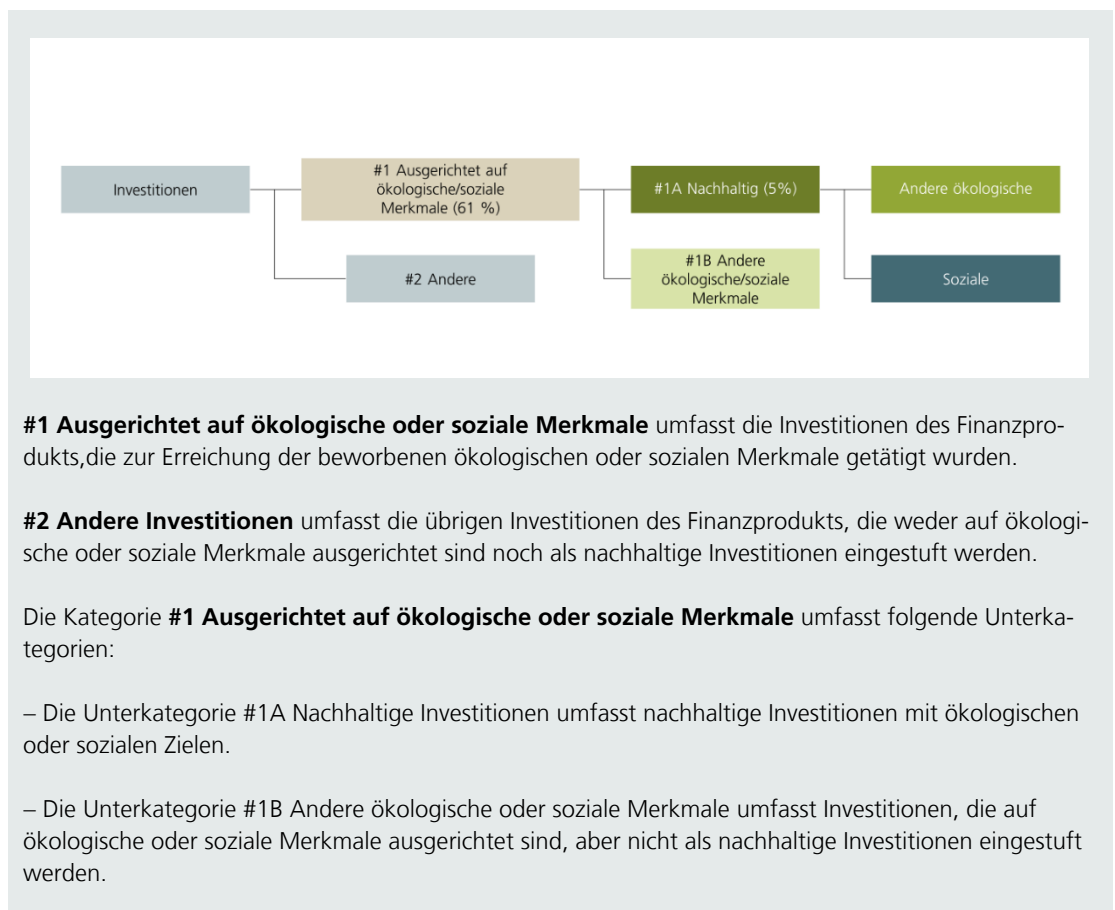 Investitionen
#1 Ausgerichtet auf
ökologische/soziale
Merkmale (61 %)
#1A Nachhaltig (5%)
Andere ökologische
#2 Andere
#1B Andere
ökologische/soziale
Merkmale
Soziale
#1 Ausgerichtet auf ökologische oder soziale Merkmale umfasst die Investitionen des Finanzpro-
dukts,die zur Erreichung der beworbenen ökologischen oder sozialen Merkmale getätigt wurden.
#2 Andere Investitionen umfasst die übrigen Investitionen des Finanzprodukts, die weder auf ökologi-
sche oder soziale Merkmale ausgerichtet sind noch als nachhaltige Investitionen eingestuft werden.
Die Kategorie #1 Ausgerichtet auf ökologische oder soziale Merkmale umfasst folgende Unterka-
tegorien:
– Die Unterkategorie #1A Nachhaltige Investitionen umfasst nachhaltige Investitionen mit ökologischen
oder sozialen Zielen.
– Die Unterkategorie #1B Andere ökologische oder soziale Merkmale umfasst Investitionen, die auf
ökologische oder soziale Merkmale ausgerichtet sind, aber nicht als nachhaltige Investitionen eingestuft
werden.